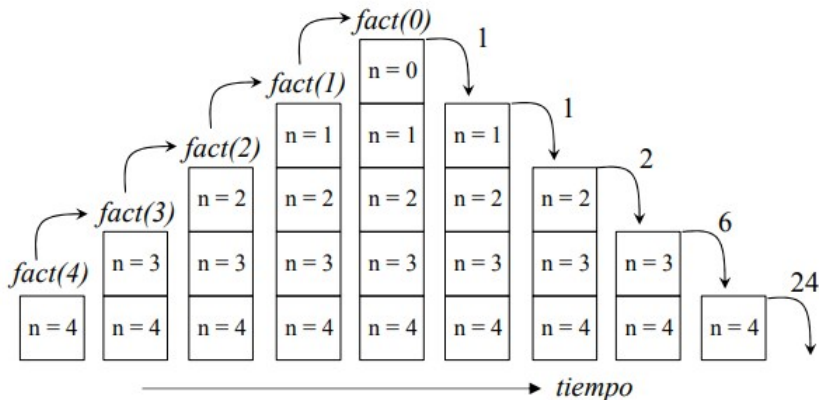 fact(0)
1
n = 0
fact(1)
1
n = 1
n = 1
n = 1
fact(2)
2
n = 2
n = 2
n = 2
n = 2
n = 2
fact(3)
6
n = 3
n = 3
n = 3
n = 3
n = 3
n = 3
n = 3
fact(4)
24
n = 4
n = 4
n = 4
n = 4
n = 4
n = 4
n = 4
n = 4
n = 4
tiempo